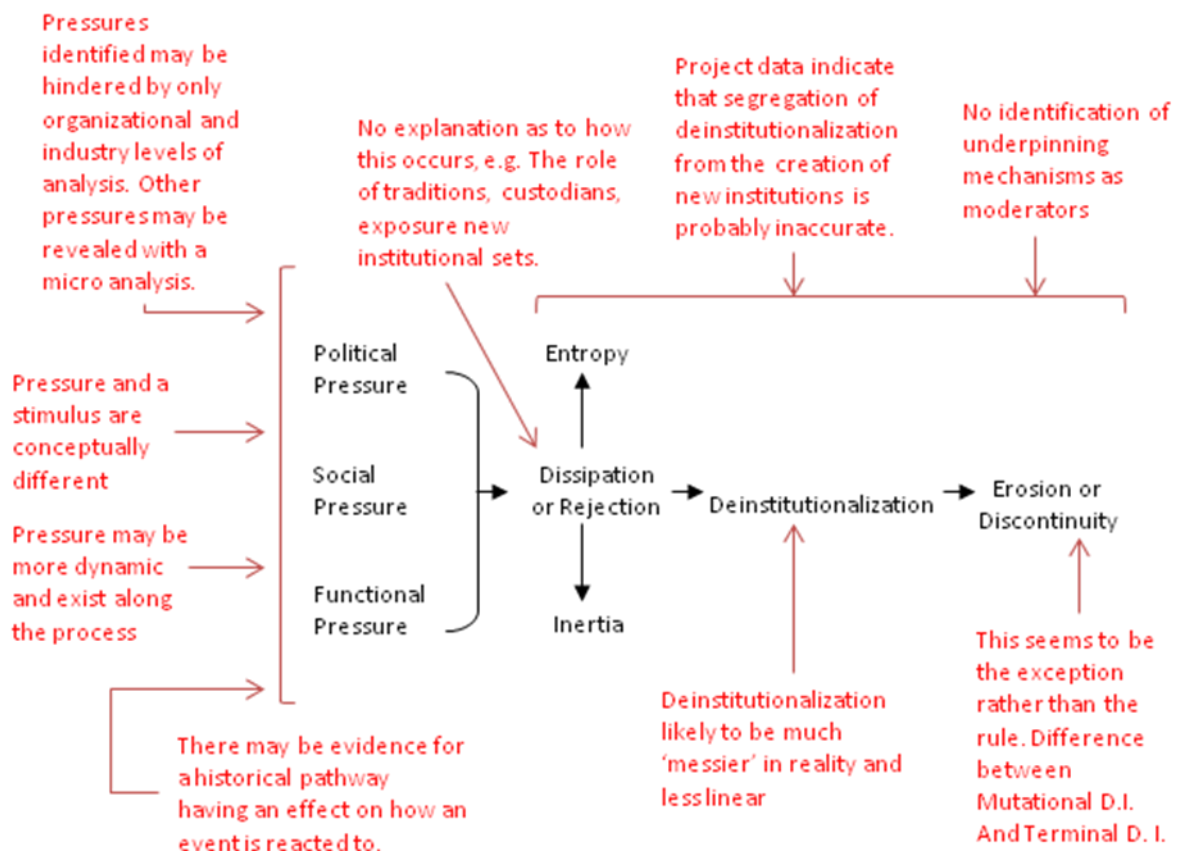 Pressures
identified may be
hindered by only
organizational and
industry levels of
analysis. Other
pressures may be
revealed with a
micro analysis.
No explanation as to how
this occurs, e.g. The role
of traditions, custodians,
exposure new
institutional sets.
Project data indicate
that segregation of
deinstitutionalization
from the creation of
new institutions is
probably inaccurate.
No identification of
underpinning
mechanisms as
moderators
Pressure and a
stimulus are
conceptually
different
Pressure may be
more dynamic
and exist along
the process
There may be evidence for
a historical pathway
having an effect on how an
event is reacted to.
Political
Pressure
Social
Pressure
Functional
Pressure
Entropy
Dissipation
or Rejection
Inertia
Deinstitutionalization
Erosion or
Discontinuity
Deinstitutionalization
likely to be much
‘messier’ in reality and
less linear
This seems to be
the exception
rather than the
rule. Difference
between
Mutational D.I.
And Terminal D. I.